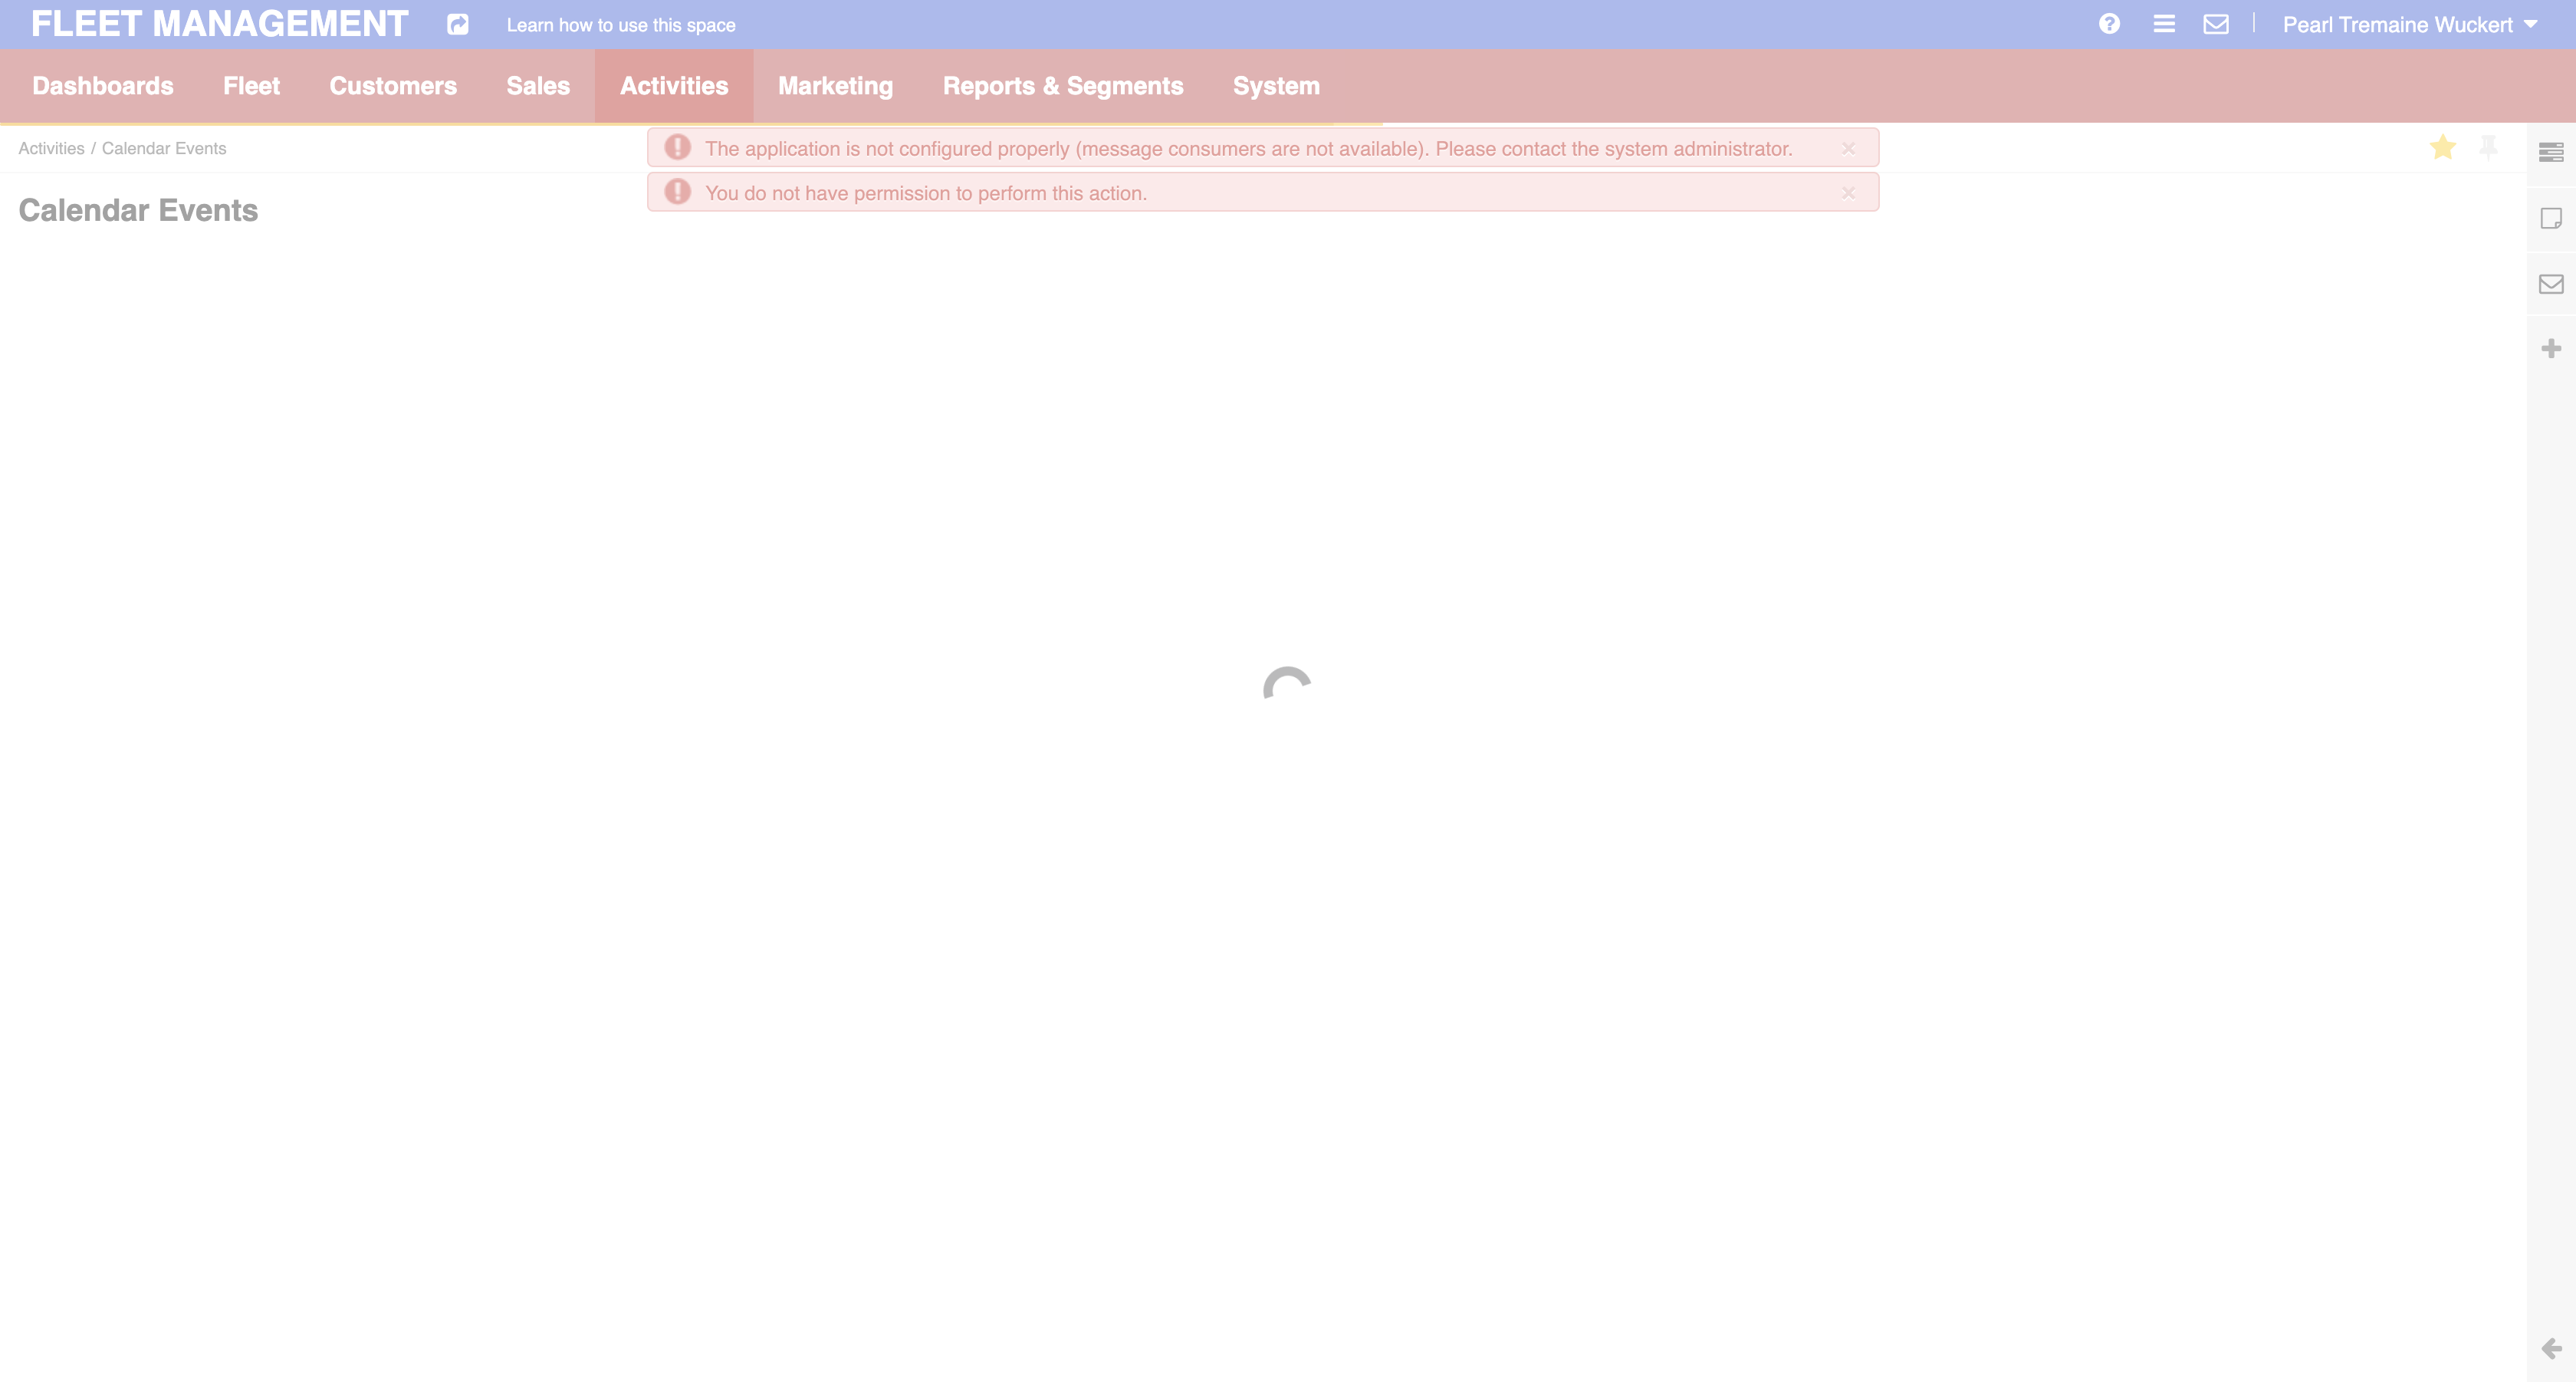 FLEET MANAGEMENT Learn how to use this space Pearl Tremaine Wuckert
Dashboards Fleet Customers Sales Activities Marketing Reports & Segments System
Activities / Calendar Events
The application is not configured properly (message consumers are not available). Please contact the system administrator. ×
You do not have permission to perform this action. ×
Calendar Events